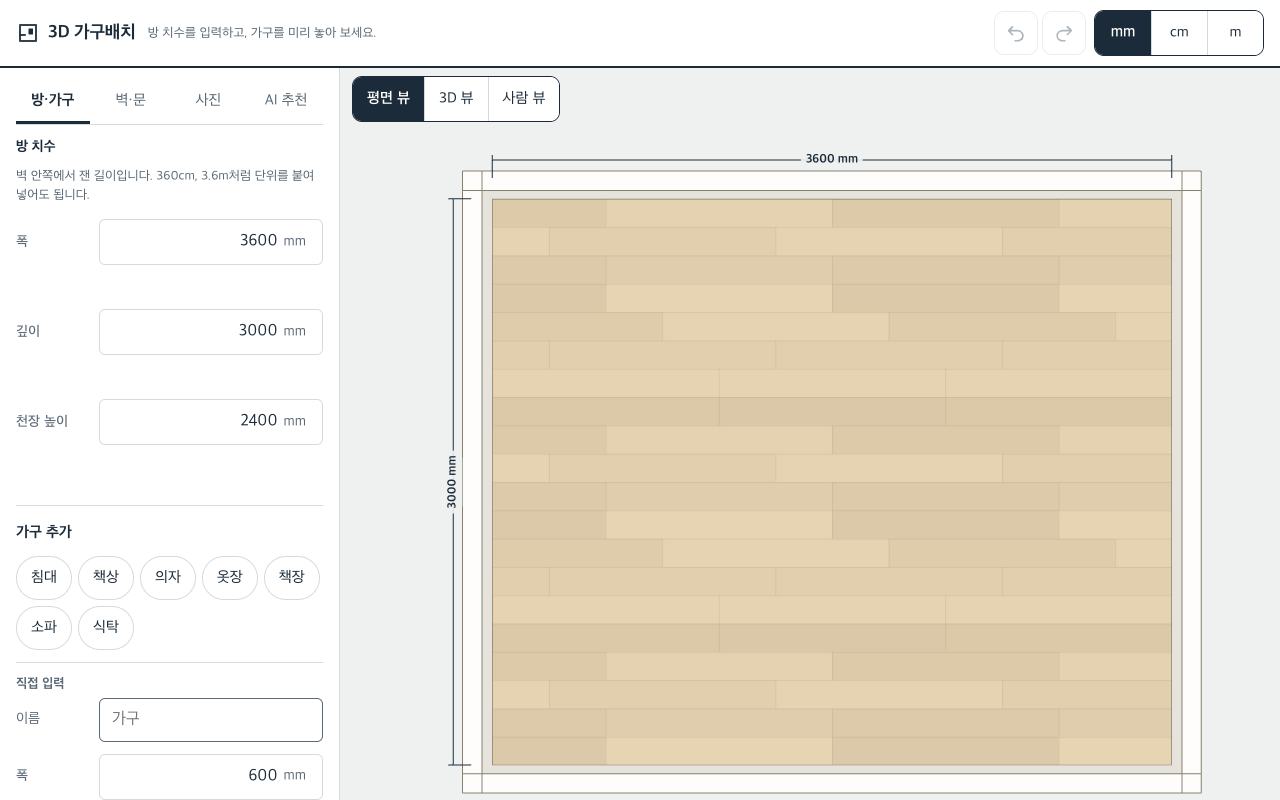 3D 가구배치 방 치수를 입력하고, 가구를 미리 놓아 보세요.
mm cm m
방·가구 벽·문 사진 AI 추천
평면 뷰 3D 뷰 사람 뷰
방 치수
벽 안쪽에서 잰 길이입니다. 360cm, 3.6m처럼 단위를 붙여
넣어도 됩니다.
폭 3600 mm
깊이 3000 mm
천장 높이 2400 mm
가구 추가
침대 책상 의자 옷장 책장
소파 식탁
직접 입력
이름 가구
폭 600 mm
3600 mm
3000 mm